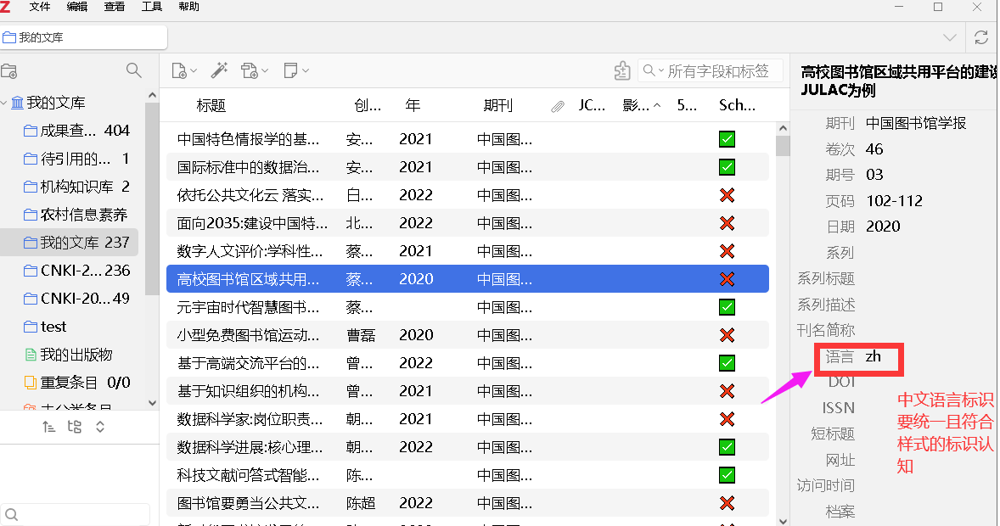 Z 文件 编辑 查看 工具 帮助
我的文库
所有字段和标签
我的文库
成果查... 404
待引用的... 1
机构知识库 2
农村信息素养
我的文库 237
CNKI-2... 236
CNKI-20... 49
test
我的出版物
重复条目 0/0
标题 创... 年 期刊 JC... 影... 5... Sch...
中国特色情报学的基... 安... 2021 中国图...
国际标准中的数据治... 安... 2021 中国图...
依托公共文化云 落实... 白... 2022 中国图...
面向2035:建设中国特... 北... 2022 中国图...
数字人文评价:学科性... 蔡... 2021 中国图...
高校图书馆区域共用... 蔡... 2020 中国图...
元宇宙时代智慧图书... 蔡... 中国图...
小型免费图书馆运动... 曹磊 2020 中国图...
基于高端交流平台的... 曾... 2022 中国图...
基于知识组织的机构... 曾... 2021 中国图...
数据科学家:岗位职责... 朝... 2021 中国图...
数据科学进展:核心理... 朝... 2022 中国图...
科技文献问答式智能... 陈... 中国图...
图书馆要勇当公共文... 陈超 2022 中国图...
高校图书馆区域共用平台的建设
JULAC为例
期刊 中国图书馆学报
卷次 46
期号 03
页码 102-112
日期 2020
系列
系列标题
系列描述
刊名简称
语言 zh
DOI
ISSN
短标题
网址
访问时间
档案
中文语言标识
要统一且符合
样式的标识认
知